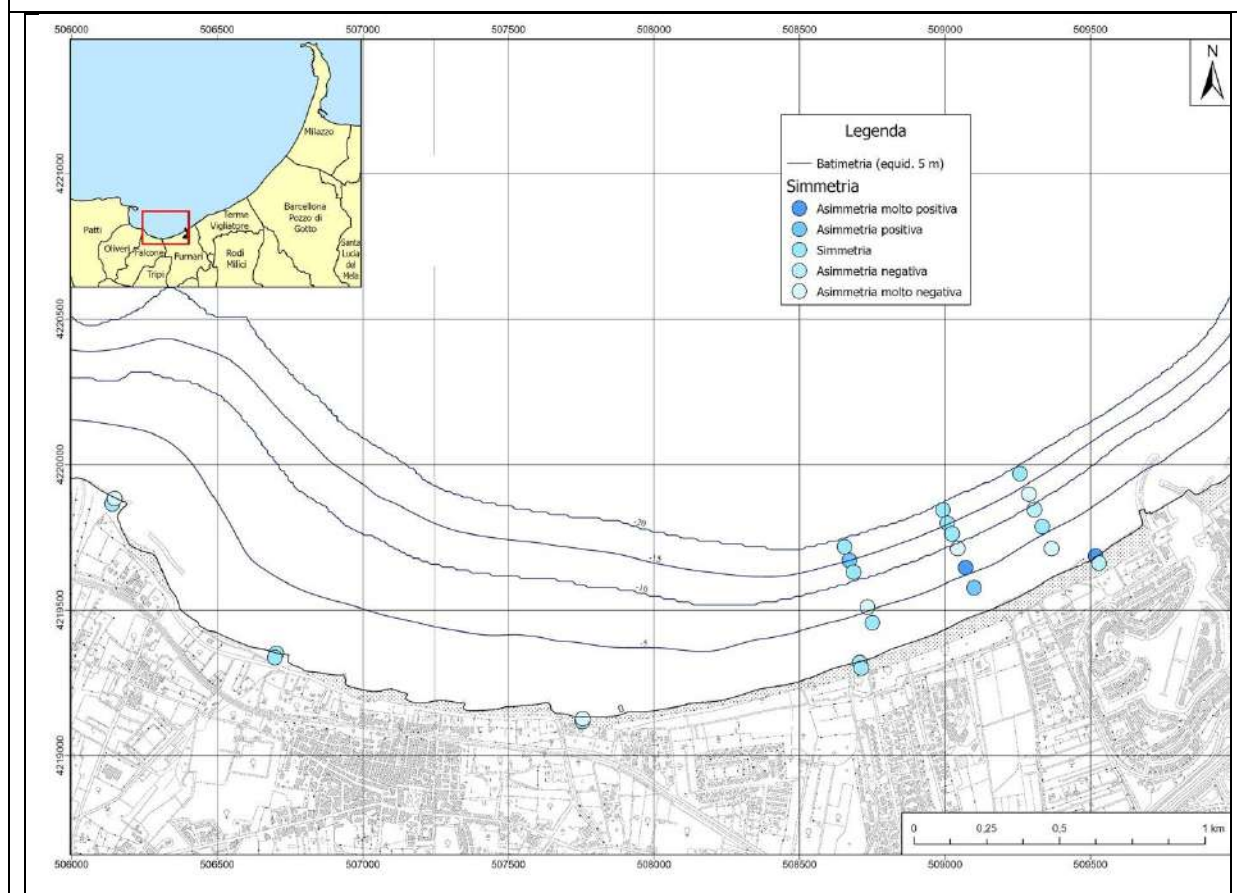 506000 506500 507000 507500 508000 508500 509000 509500
N
Milazzo
Barcellona
Pozzo di
Gotto
Terme
Vigliatore
Patti
Oliveri
Falcone
Furnari
Rodi
Milici
Tripi
Santa
Lucia
del
Mela
Legenda
Batimetria (equid. 5 m)
Simmetria
Asimmetria molto positiva
Asimmetria positiva
Simmetria
Asimmetria negativa
Asimmetria molto negativa
4221000
4220500
4220000
4219500
4219000
-20
-15
-10
-5
0
0 0,25 0,5 1 km
506000 506500 507000 507500 508000 508500 509000 509500